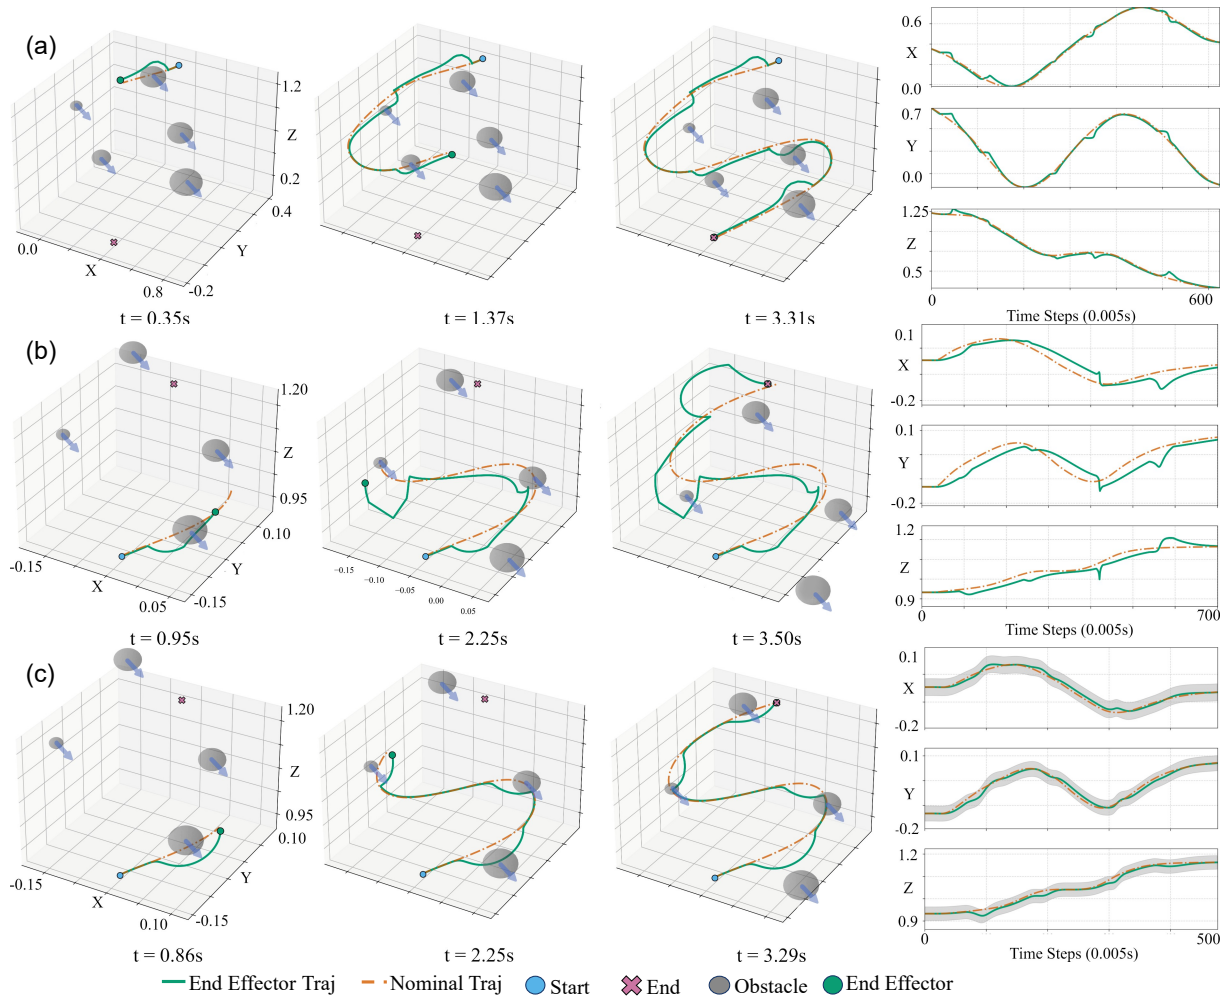 (a)
1.2
Z
0.2
0.4
0.0
Y
X
0.8
-0.2
t = 0.35s
t = 1.37s
t = 3.31s
0.6
X
0.0
0.7
Y
0.0
1.25
Z
0.5
0
600
Time Steps (0.005s)
(b)
1.20
Z
0.95
0.10
-0.15
Y
X
0.05
-0.15
t = 0.95s
−0.15
−0.10
−0.05
0.00
0.05
t = 2.25s
t = 3.50s
0.1
X
-0.2
0.1
Y
-0.2
1.2
Z
0.9
0
700
Time Steps (0.005s)
(c)
1.20
Z
0.95
0.10
-0.15
Y
X
0.10
-0.15
t = 0.86s
t = 2.25s
t = 3.29s
0.1
X
-0.2
0.1
Y
-0.2
1.2
Z
0.9
0
500
Time Steps (0.005s)
End Effector Traj
Nominal Traj
Start
End
Obstacle
End Effector